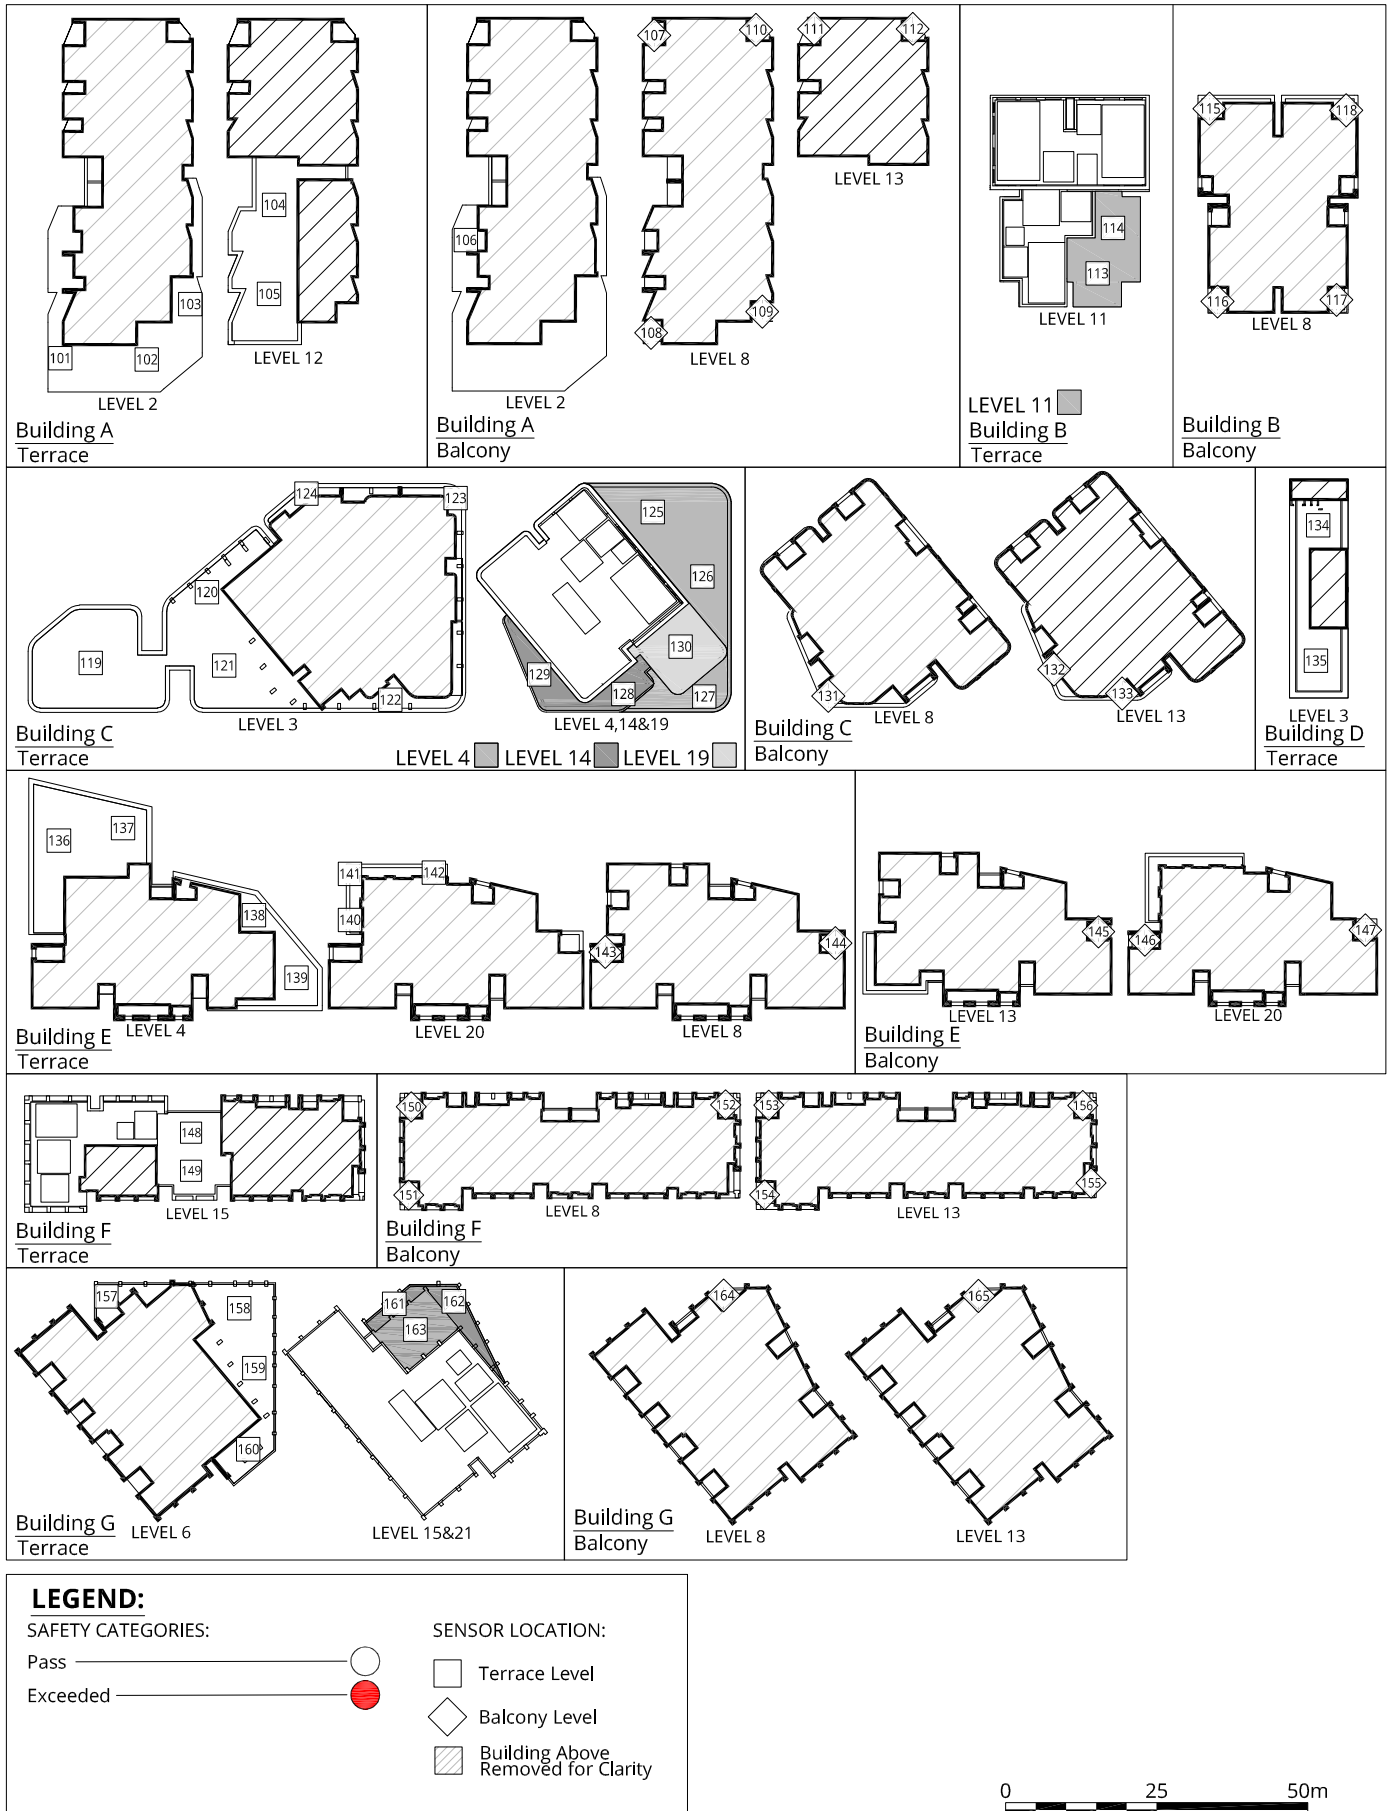 101
102
103
LEVEL 2
104
105
LEVEL 12
Building A
Terrace
106
LEVEL 2
107
110
108
109
LEVEL 8
111
112
LEVEL 13
Building A
Balcony
114
113
LEVEL 11
LEVEL 11
Building B
Terrace
115
118
116
117
LEVEL 8
Building B
Balcony
124
123
120
119
121
122
LEVEL 3
125
126
130
129
128
127
LEVEL 4,14&19
Building C
Terrace
LEVEL 4
LEVEL 14
LEVEL 19
131
LEVEL 8
132
133
LEVEL 13
Building C
Balcony
134
135
LEVEL 3
Building D
Terrace
136
137
138
139
LEVEL 4
141
142
140
LEVEL 20
143
144
LEVEL 8
Building E
Terrace
145
LEVEL 13
146
147
LEVEL 20
Building E
Balcony
148
149
LEVEL 15
Building F
Terrace
150
152
151
LEVEL 8
153
156
154
155
LEVEL 13
Building F
Balcony
157
158
159
160
LEVEL 6
161
162
163
LEVEL 15&21
Building G
Terrace
164
LEVEL 8
165
LEVEL 13
Building G
Balcony
LEGEND:
SAFETY CATEGORIES:
Pass
Exceeded
SENSOR LOCATION:
Terrace Level
Balcony Level
Building Above
Removed for Clarity
0 25 50m